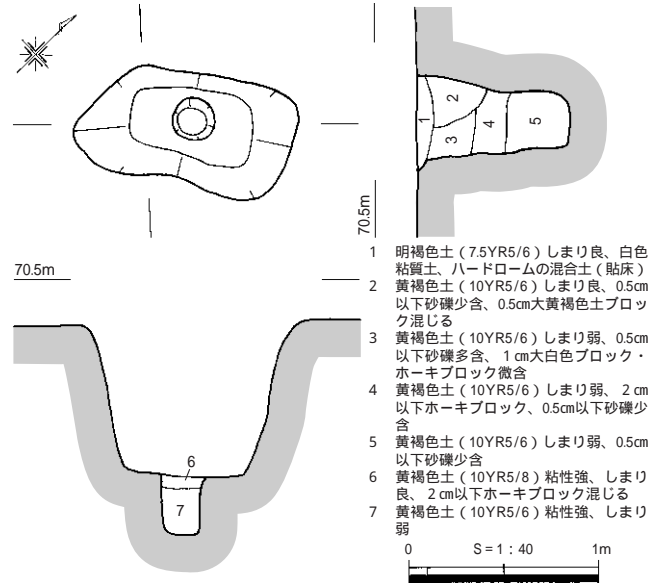 70.5m
70.5m
1
2
3
4
5
6
7
1 明褐色土（7.5YR5/6）しまり良、白色
粘質土、ハードロームの混合土（貼床）
2 黄褐色土（10YR5/6）しまり良、0.5cm
以下砂礫少含、0.5cm大黄褐色土ブロッ
ク混じる
3 黄褐色土（10YR5/6）しまり弱、0.5cm
以下砂礫多含、１cm大白色ブロック・
ホーキブロック微含
4 黄褐色土（10YR5/6）しまり弱、２cm
以下ホーキブロック、0.5cm以下砂礫少
含
5 黄褐色土（10YR5/6）しまり弱、0.5cm
以下砂礫少含
6 黄褐色土（10YR5/8）粘性強、しまり
良、２cm以下ホーキブロック混じる
7 黄褐色土（10YR5/6）粘性強、しまり
弱
0 S=1：40 1m